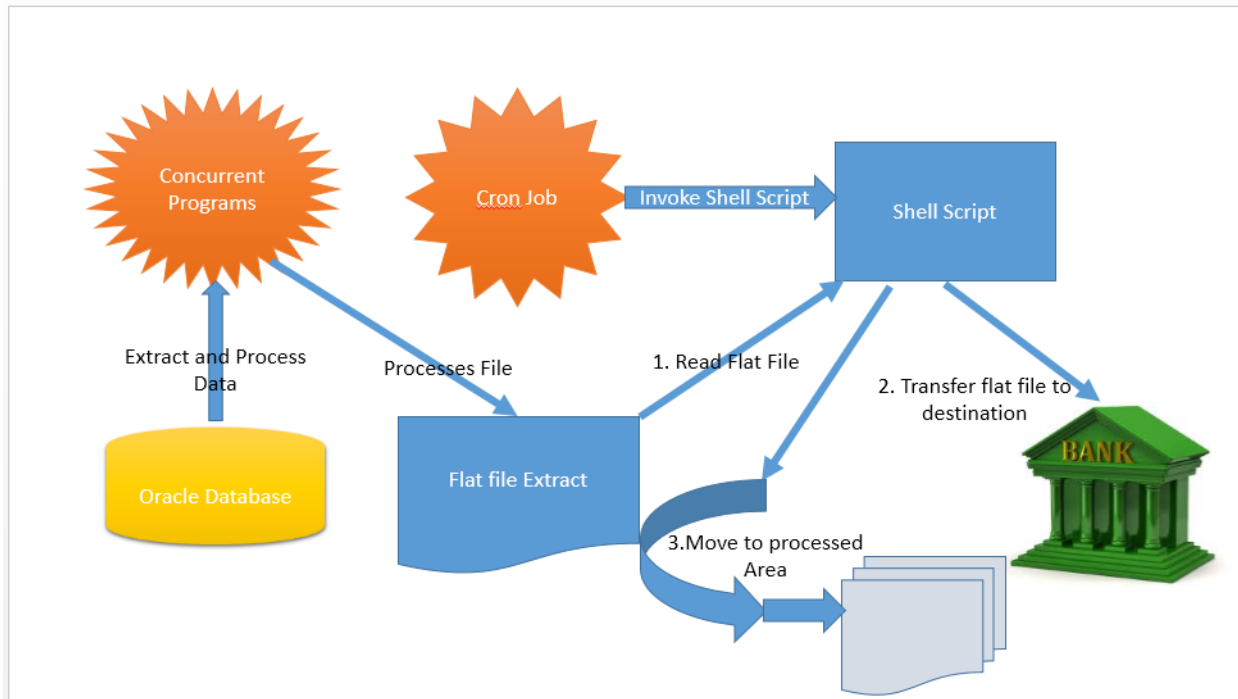 Concurrent
Programs
Cron Job
Invoke Shell Script
Shell Script
Extract and Process
Data
Processes File
1. Read Flat File
2. Transfer flat file to
destination
BANK
Oracle Database
Flat file Extract
3.Move to processed
Area